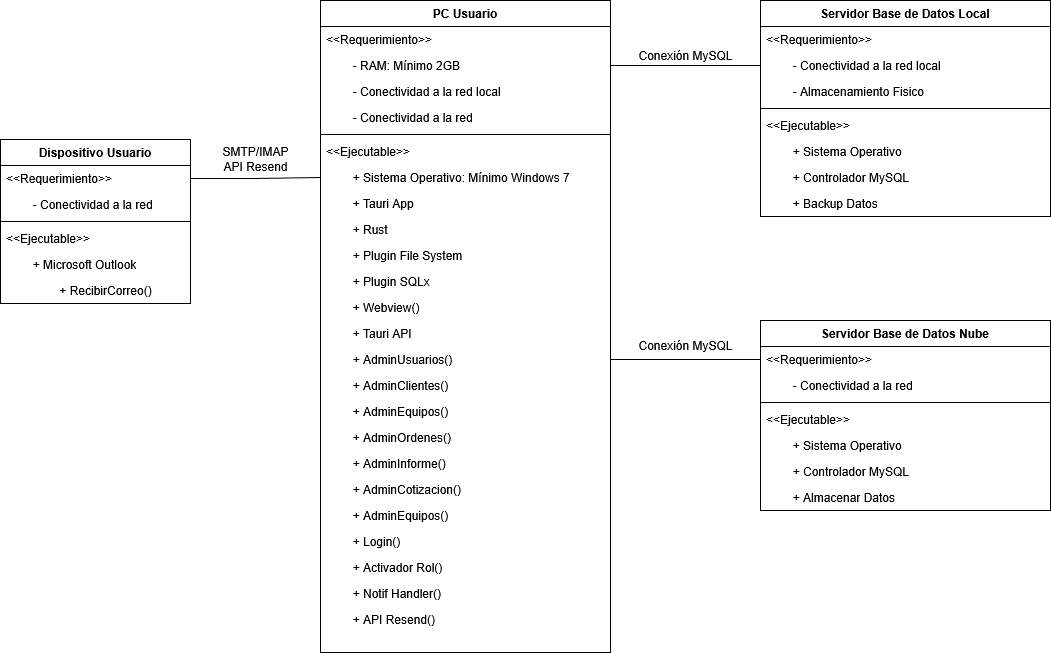 Dispositivo Usuario
<<Requerimiento>>
- Conectividad a la red
<<Ejecutable>>
+ Microsoft Outlook
+ RecibirCorreo()
SMTP/IMAP
API Resend
PC Usuario
<<Requerimiento>>
- RAM: Mínimo 2GB
- Conectividad a la red local
- Conectividad a la red
<<Ejecutable>>
+ Sistema Operativo: Mínimo Windows 7
+ Tauri App
+ Rust
+ Plugin File System
+ Plugin SQLx
+ Webview()
+ Tauri API
+ AdminUsuarios()
+ AdminClientes()
+ AdminEquipos()
+ AdminOrdenes()
+ AdminInforme()
+ AdminCotizacion()
+ AdminEquipos()
+ Login()
+ Activador Rol()
+ Notif Handler()
+ API Resend()
Conexión MySQL
Servidor Base de Datos Local
<<Requerimiento>>
- Conectividad a la red local
- Almacenamiento Fisico
<<Ejecutable>>
+ Sistema Operativo
+ Controlador MySQL
+ Backup Datos
Conexión MySQL
Servidor Base de Datos Nube
<<Requerimiento>>
- Conectividad a la red
<<Ejecutable>>
+ Sistema Operativo
+ Controlador MySQL
+ Almacenar Datos